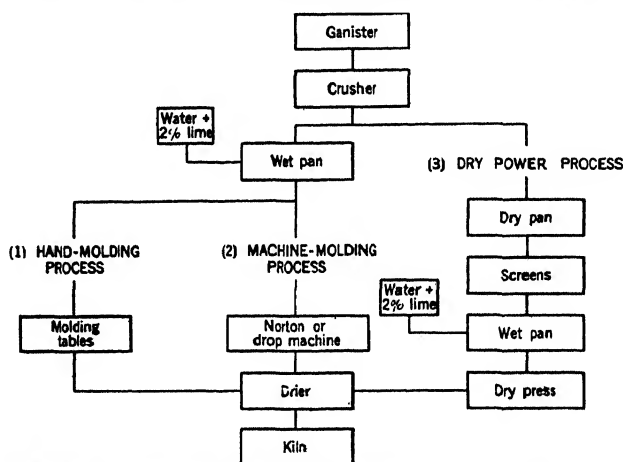 Ganister
Crusher
Water +
2% lime
Wet pan
(3) DRY POWER PROCESS
Dry pan
(1) HAND-MOLDING
PROCESS
(2) MACHINE-MOLDING
PROCESS
Screens
Water +
2% lime
Molding
tables
Norton or
drop machine
Wet pan
Drier
Dry press
Kiln